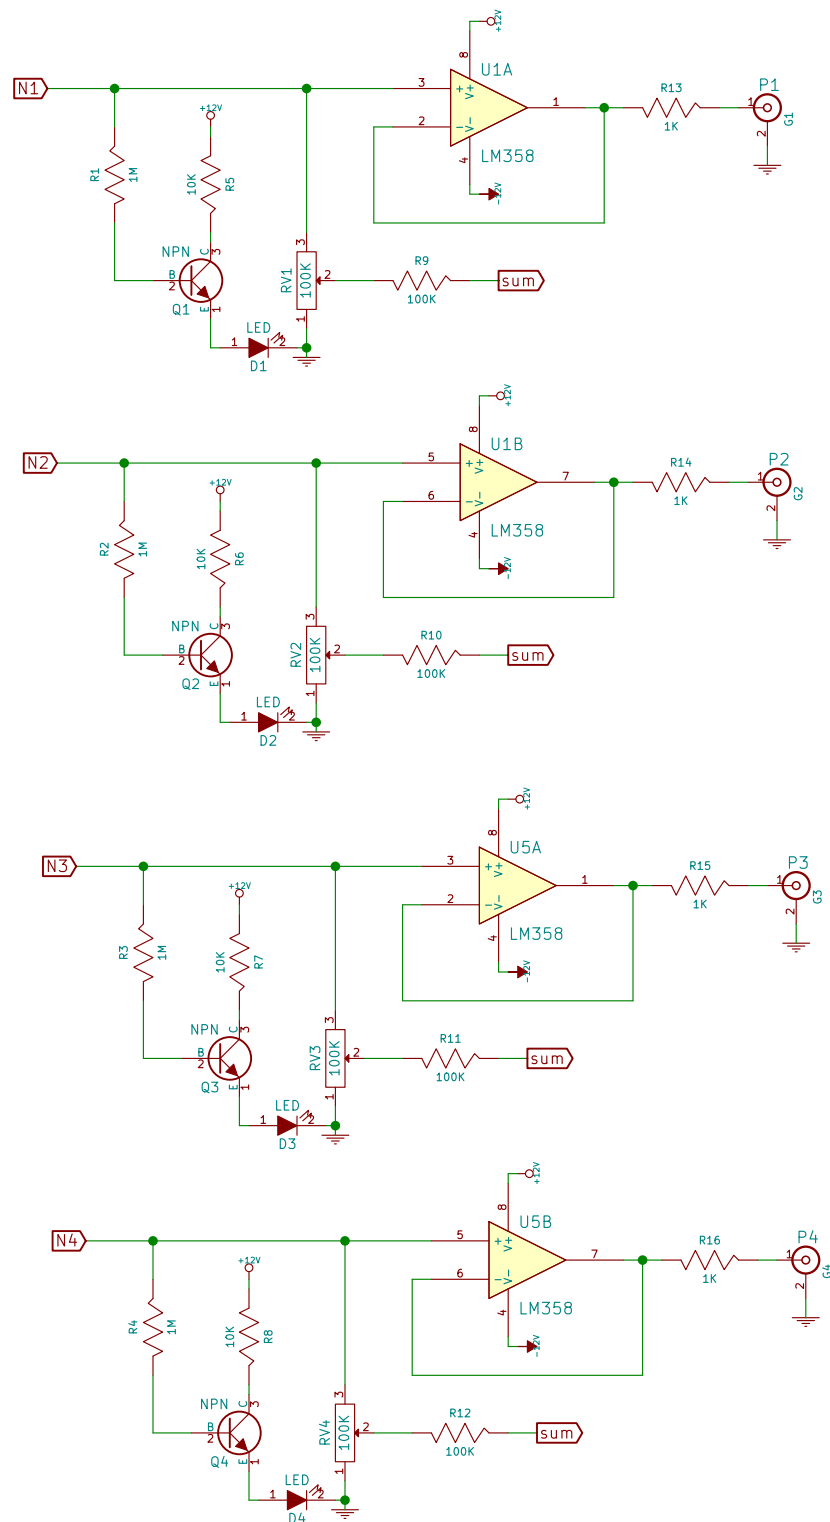 +12V
8
U1A
N1
3
+
V+
P1
R13
1
1
G1
1K
+12V
2
−
V−
2
LM358
4
-12V
R1
1M
10K
R5
NPN
C
3
B
2
Q1
E
1
3
RV1
100K
2
1
R9
100K
sum
LED
1
2
D1
+12V
8
U1B
N2
5
+
V+
P2
R14
7
1
G2
1K
+12V
6
−
V−
2
LM358
4
-12V
R2
1M
10K
R6
NPN
C
3
B
2
Q2
E
1
3
RV2
100K
2
1
R10
100K
sum
LED
1
2
D2
+12V
8
U5A
N3
3
+
V+
P3
R15
1
1
G3
1K
+12V
2
−
V−
2
LM358
4
-12V
R3
1M
10K
R7
NPN
C
3
B
2
Q3
E
1
3
RV3
100K
2
1
R11
100K
sum
LED
1
2
D3
+12V
8
U5B
N4
5
+
V+
P4
R16
7
1
G4
1K
+12V
6
−
V−
2
LM358
4
-12V
R4
1M
10K
R8
NPN
C
3
B
2
Q4
E
1
3
RV4
100K
2
1
R12
100K
sum
LED
1
2
D4